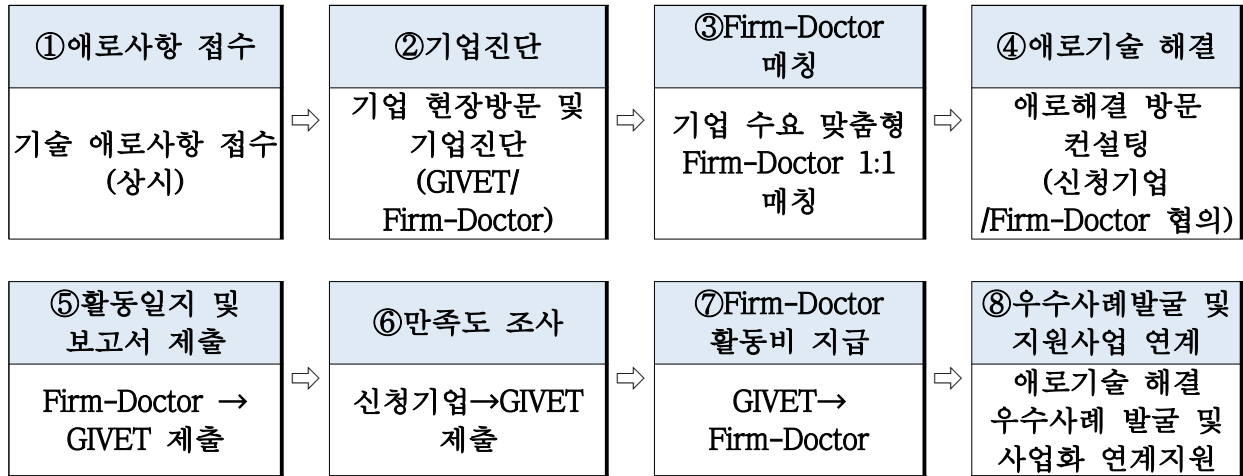 ①애로사항 접수
기술 애로사항 접수
(상시)
⇨
②기업진단
기업 현장방문 및
기업진단
(GIVET/
Firm-Doctor)
⇨
③Firm-Doctor
매칭
기업 수요 맞춤형
Firm-Doctor 1:1
매칭
⇨
④애로기술 해결
애로해결 방문
컨설팅
(신청기업
/Firm-Doctor 협의)
⑤활동일지 및
보고서 제출
Firm-Doctor →
GIVET 제출
⇨
⑥만족도 조사
신청기업→GIVET
제출
⇨
⑦Firm-Doctor
활동비 지급
GIVET→
Firm-Doctor
⇨
⑧우수사례발굴 및
지원사업 연계
애로기술 해결
우수사례 발굴 및
사업화 연계지원